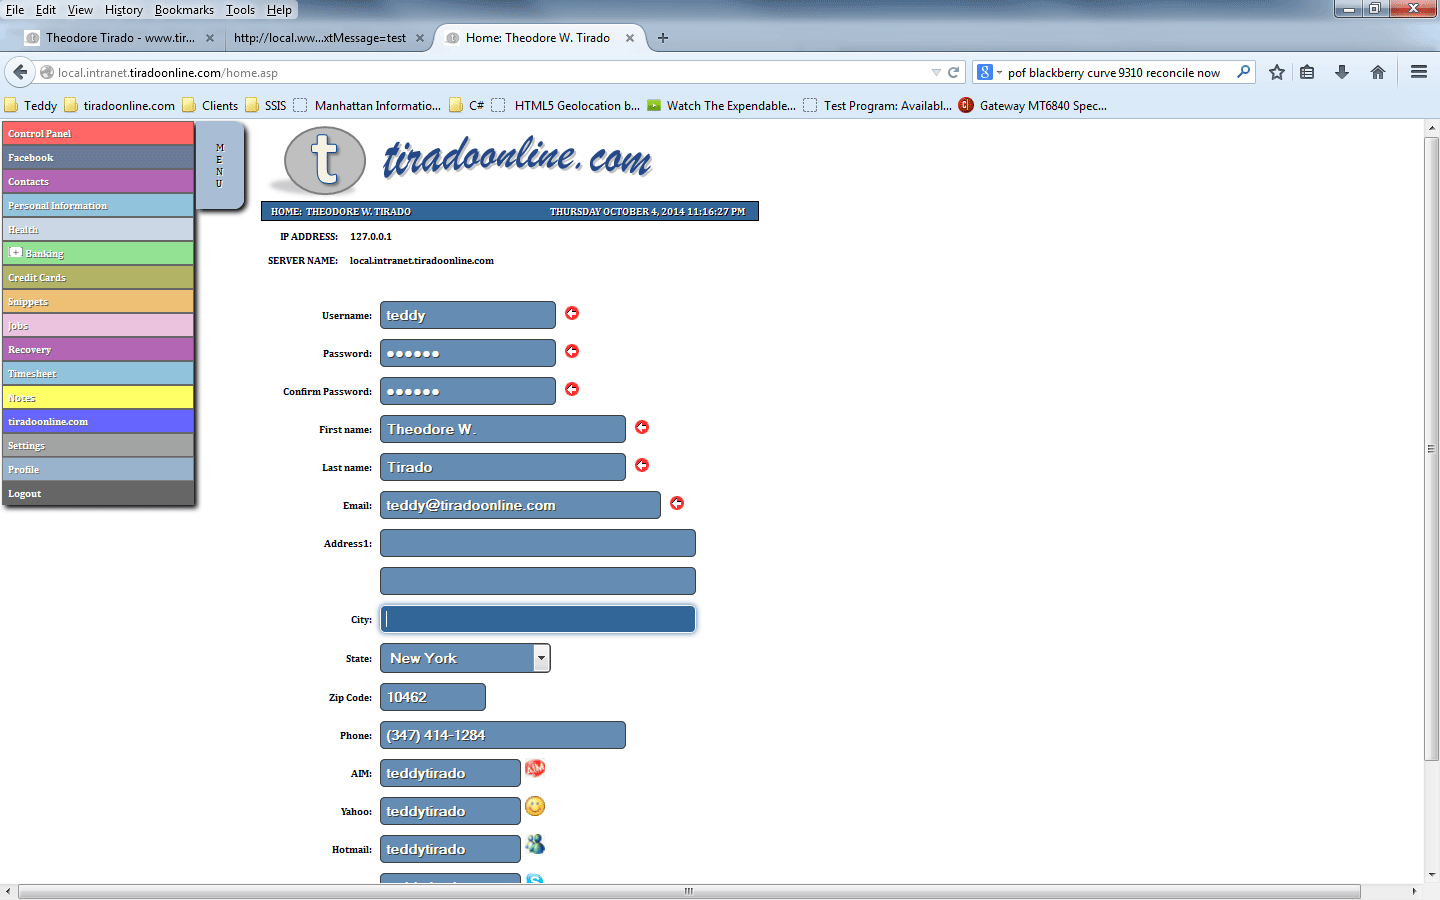 File Edit View History Bookmarks Tools Help
Theodore Tirado - www.tir... http://local.ww...xtMessage=test Home: Theodore W. Tirado
local.intranet.tiradoonline.com/home.asp pof blackberry curve 9310 reconcile now
Teddy tiradoonline.com Clients SSIS Manhattan Informatio... C# HTML5 Geolocation b... Watch The Expendable... Test Program: Availabl... Gateway MT6840 Spec...
Control Panel
Facebook
Contacts
Personal Information
Health
Banking
Credit Cards
Snippets
Jobs
Recovery
Timesheet
Notes
tiradoonline.com
Settings
Profile
Logout
MENU
t tiradoonline.com
HOME: THEODORE W. TIRADO THURSDAY OCTOBER 4, 2014 11:16:27 PM
IP ADDRESS: 127.0.0.1
SERVER NAME: local.intranet.tiradoonline.com
Username: teddy
Password: ●●●●●●
Confirm Password: ●●●●●●
First name: Theodore W.
Last name: Tirado
Email: teddy@tiradoonline.com
Address1:
City:
State: New York
Zip Code: 10462
Phone: (347) 414-1284
AIM: teddytirado AIM
Yahoo: teddytirado
Hotmail: teddytirado